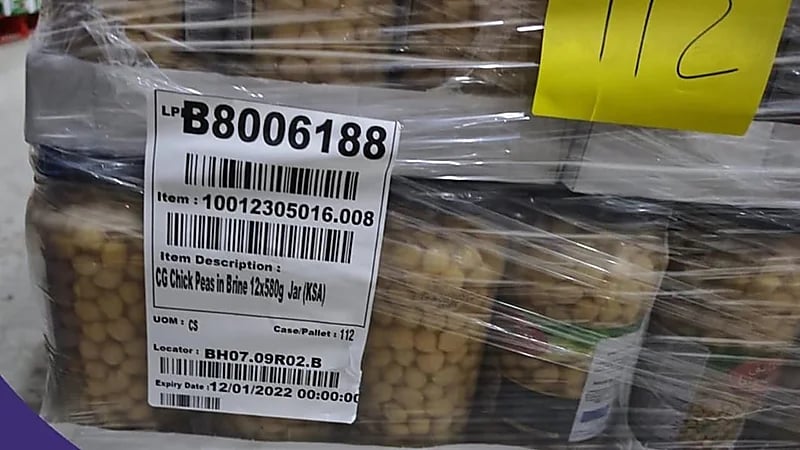 112
LP B8006188
Item : 10012305016.008
Item Description :
CG Chick Peas in Brine 12x580g Jar (KSA)
UOM : CS Case/Pallet : 112
Locator : BH07.09R02.B
Expiry Date : 12/01/2022 00:00:00